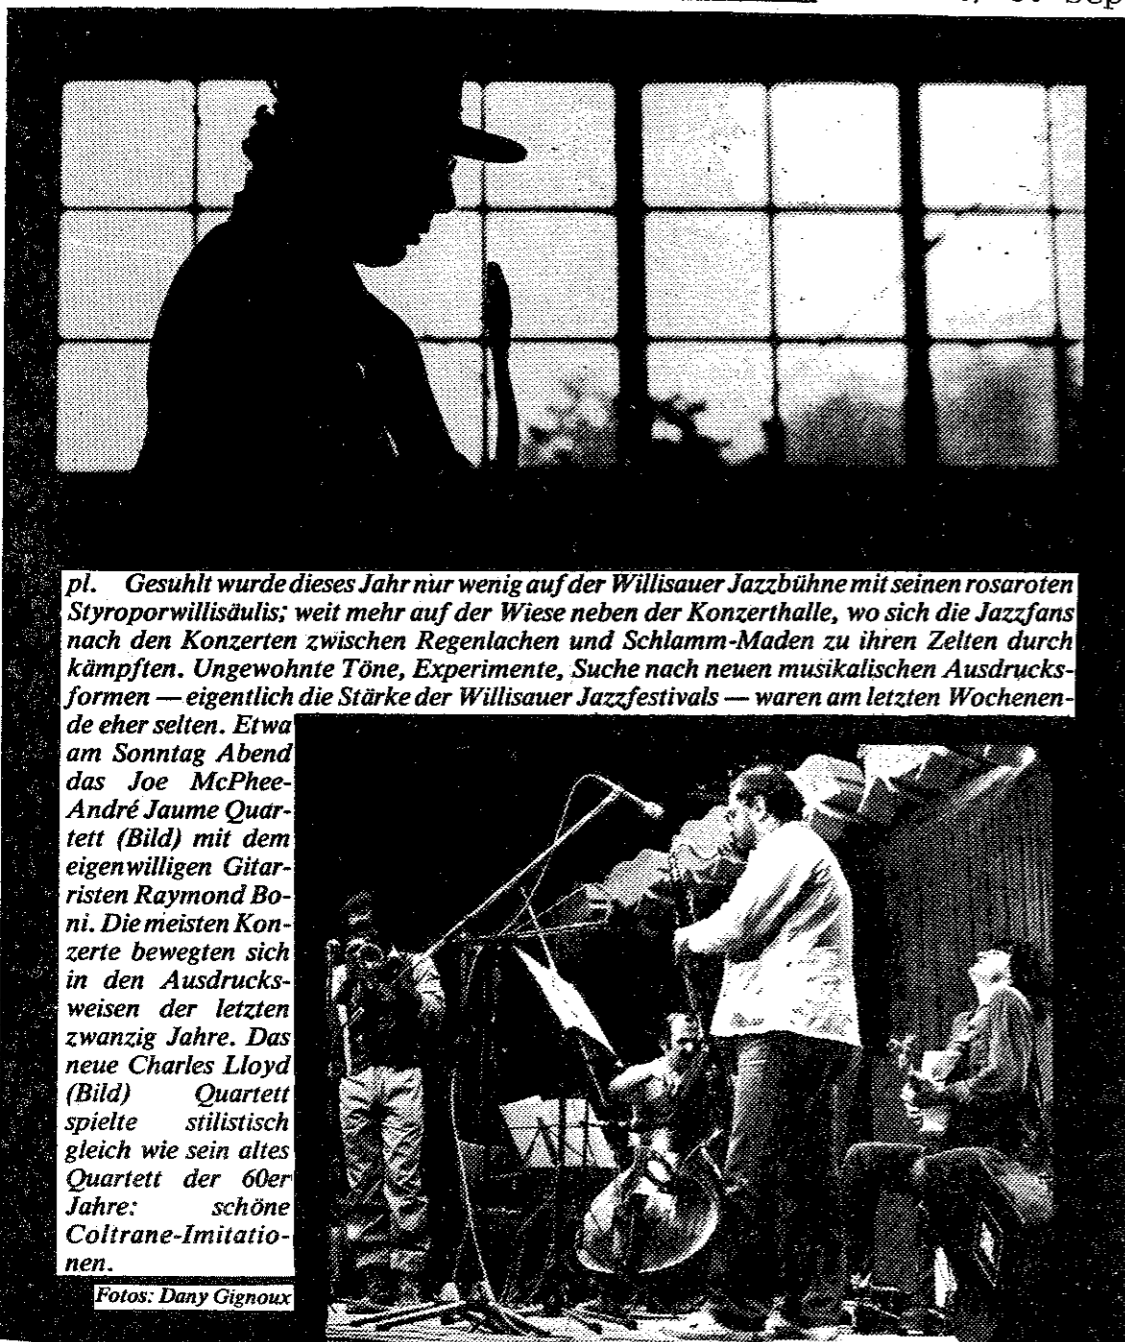 Sep
pl. Gesuhlt wurde dieses Jahr nur wenig auf der Willisauer Jazzbühne mit seinen rosaroten
Styroporwillisäulis; weit mehr auf der Wiese neben der Konzerthalle, wo sich die Jazzfans
nach den Konzerten zwischen Regenlachen und Schlamm-Maden zu ihren Zelten durch
kämpften. Ungewohnte Töne, Experimente, Suche nach neuen musikalischen Ausdrucks-
formen — eigentlich die Stärke der Willisauer Jazzfestivals — waren am letzten Wochenen-
de eher selten. Etwa
am Sonntag Abend
das Joe McPhee-
André Jaume Quar-
tett (Bild) mit dem
eigenwilligen Gitar-
risten Raymond Bo-
ni. Die meisten Kon-
zerte bewegten sich
in den Ausdrucks-
weisen der letzten
zwanzig Jahre. Das
neue Charles Lloyd
(Bild) Quartett
spielte stilistisch
gleich wie sein altes
Quartett der 60er
Jahre: schöne
Coltrane-Imitatio-
nen.
Fotos: Dany Gignoux